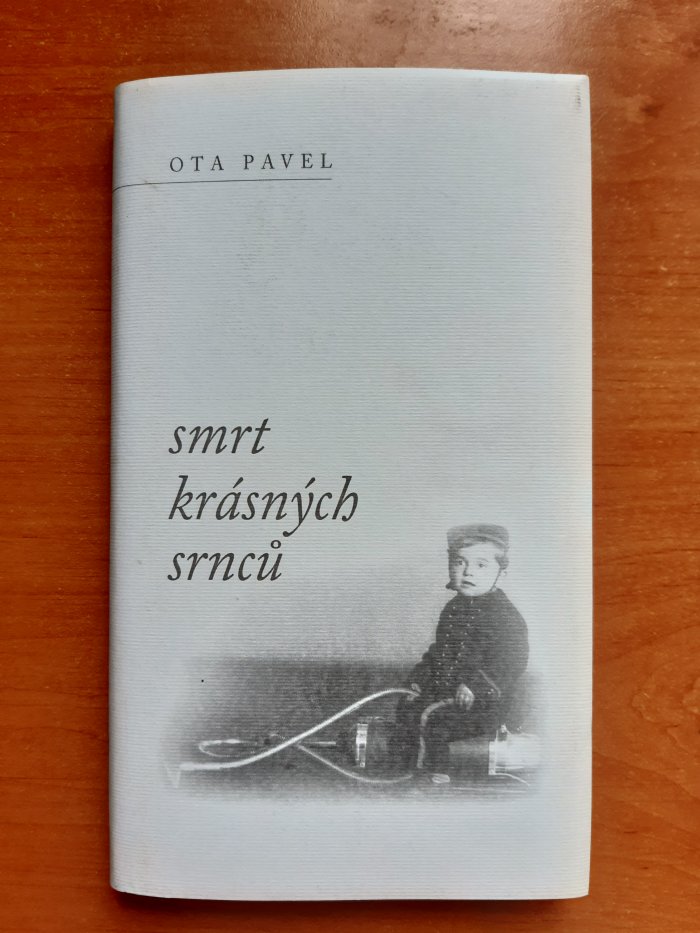 OTA PAVEL
smrt
krásných
srnců